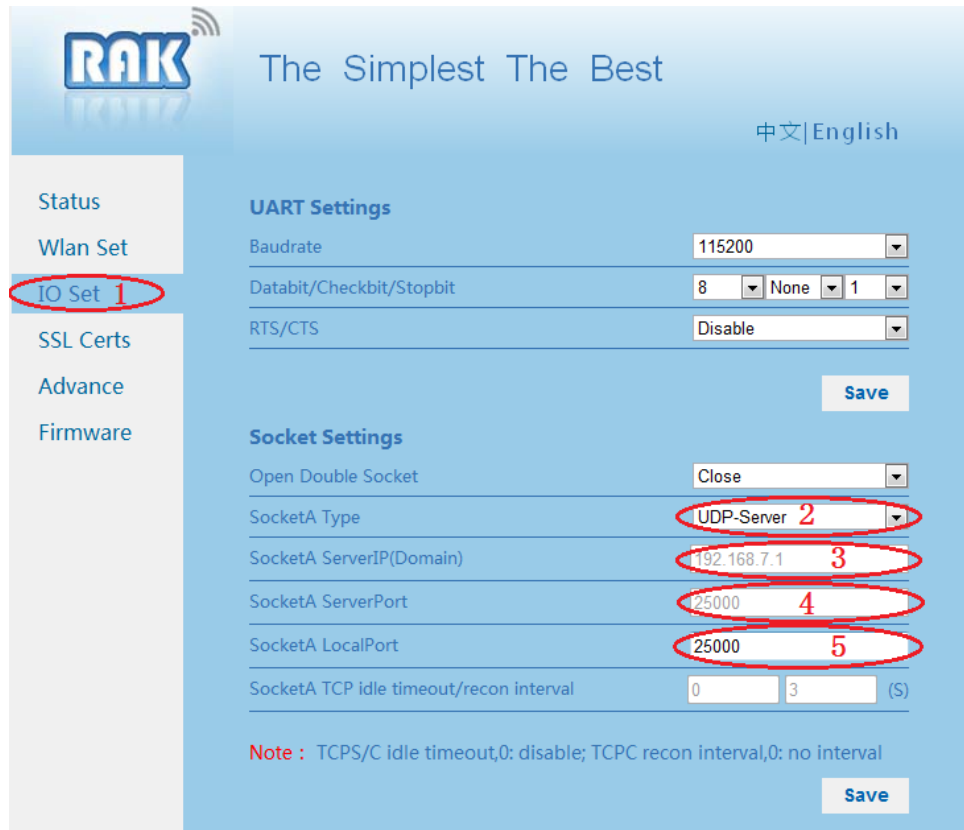 RAK
The Simplest The Best
中文|English
Status
Wlan Set
IO Set 1
SSL Certs
Advance
Firmware
UART Settings
Baudrate 115200
Databit/Checkbit/Stopbit 8 None 1
RTS/CTS Disable
Save
Socket Settings
Open Double Socket Close
SocketA Type UDP-Server 2
SocketA ServerIP(Domain) 192.168.7.1 3
SocketA ServerPort 25000 4
SocketA LocalPort 25000 5
SocketA TCP idle timeout/recon interval 0 3 (S)
Note : TCPS/C idle timeout,0: disable; TCPC recon interval,0: no interval
Save